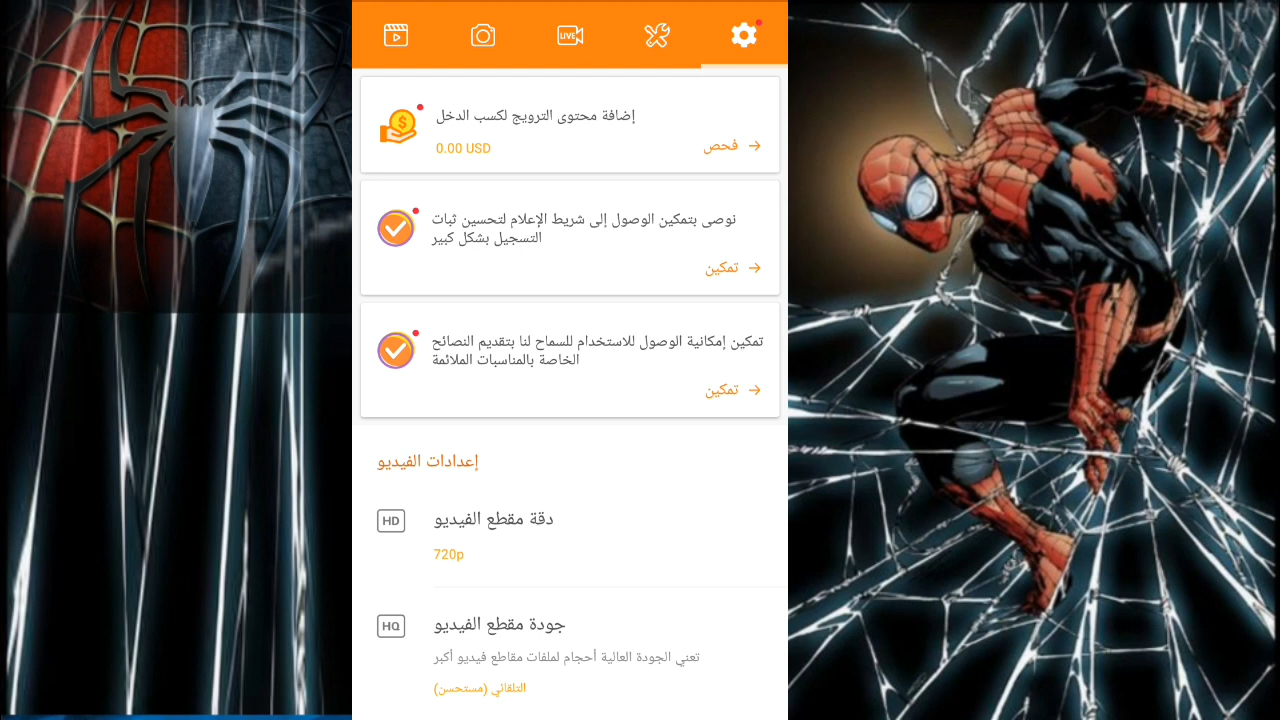 LIVE
إضافة محتوى الترويج لكسب الدخل
0.00 USD
فحص
نوصى بتمكين الوصول إلى شريط الإعلام لتحسين ثبات
التسجيل بشكل كبير
تمكين
تمكين إمكانية الوصول للاستخدام للسماح لنا بتقديم النصائح
الخاصة بالمناسبات الملائمة
تمكين
إعدادات الفيديو
HD
دقة مقطع الفيديو
720p
HQ
جودة مقطع الفيديو
تعني الجودة العالية أحجام لملفات مقاطع فيديو أكبر
التلقائي (مستحسن)